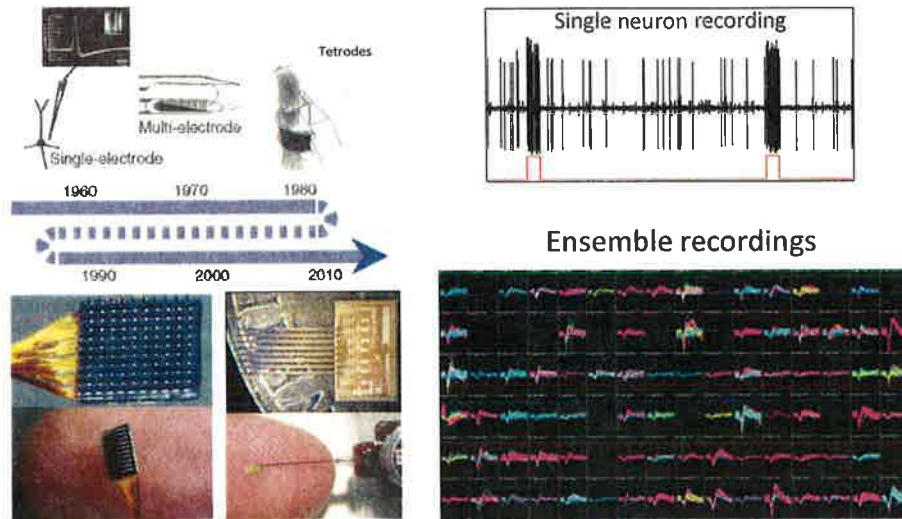 Tetrodes
Multi-electrode
Single-electrode
1960 1970 1980
1990 2000 2010
Single neuron recording
Ensemble recordings